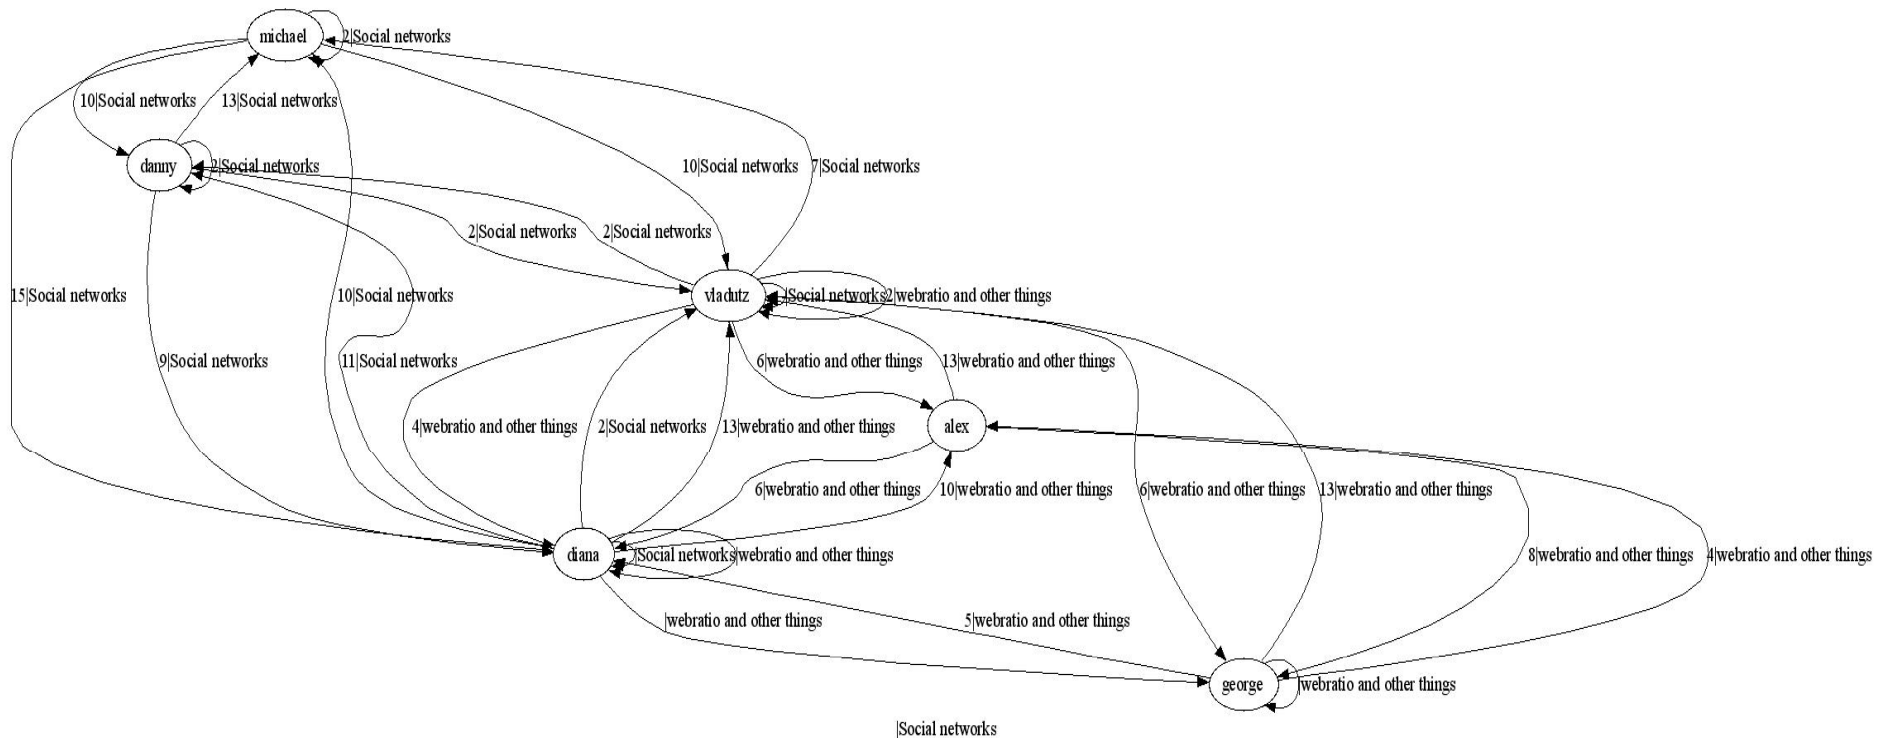 michael
2|Social networks
10|Social networks
13|Social networks
danny
2|Social networks
10|Social networks
7|Social networks
2|Social networks
2|Social networks
15|Social networks
10|Social networks
vladutz
|Social networks
2|webratio and other things
9|Social networks
11|Social networks
6|webratio and other things
13|webratio and other things
4|webratio and other things
2|Social networks
13|webratio and other things
alex
6|webratio and other things
10|webratio and other things
6|webratio and other things
13|webratio and other things
diana
|Social networks
|webratio and other things
8|webratio and other things
4|webratio and other things
|webratio and other things
5|webratio and other things
george
|webratio and other things
|Social networks